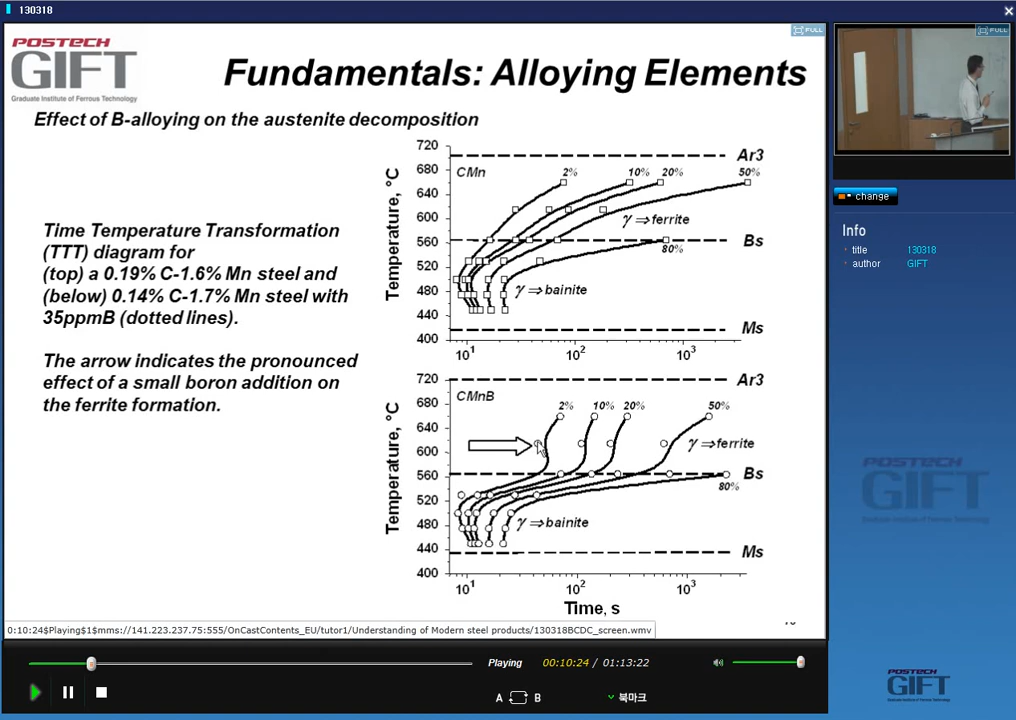 130318
POSTECH
GIFT
Graduate Institute of Ferrous Technology
Fundamentals: Alloying Elements
FULL
FULL
Effect of B-alloying on the austenite decomposition
Time Temperature Transformation
(TTT) diagram for
(top) a 0.19% C-1.6% Mn steel and
(below) 0.14% C-1.7% Mn steel with
35ppmB (dotted lines).
The arrow indicates the pronounced
effect of a small boron addition on
the ferrite formation.
Temperature, °C
720
680
640
600
560
520
480
440
400
CMn
2%
10%
20%
50%
80%
Ar3
γ⇒ferrite
Bs
γ⇒bainite
Ms
10¹
10²
10³
Temperature, °C
720
680
640
600
560
520
480
440
400
CMnB
2%
10%
20%
50%
80%
Ar3
γ⇒ferrite
Bs
γ⇒bainite
Ms
10¹
10²
10³
Time, s
change
Info
title 130318
author GIFT
POSTECH
GIFT
0:10:24$Playing$1$mms://141.223.237.75:555/OnCastContents_EU/tutor1/Understanding of Modern steel products/130318BCDC_screen.wmv
Playing
00:10:24 / 01:13:22
A B
북마크
POSTECH
GIFT